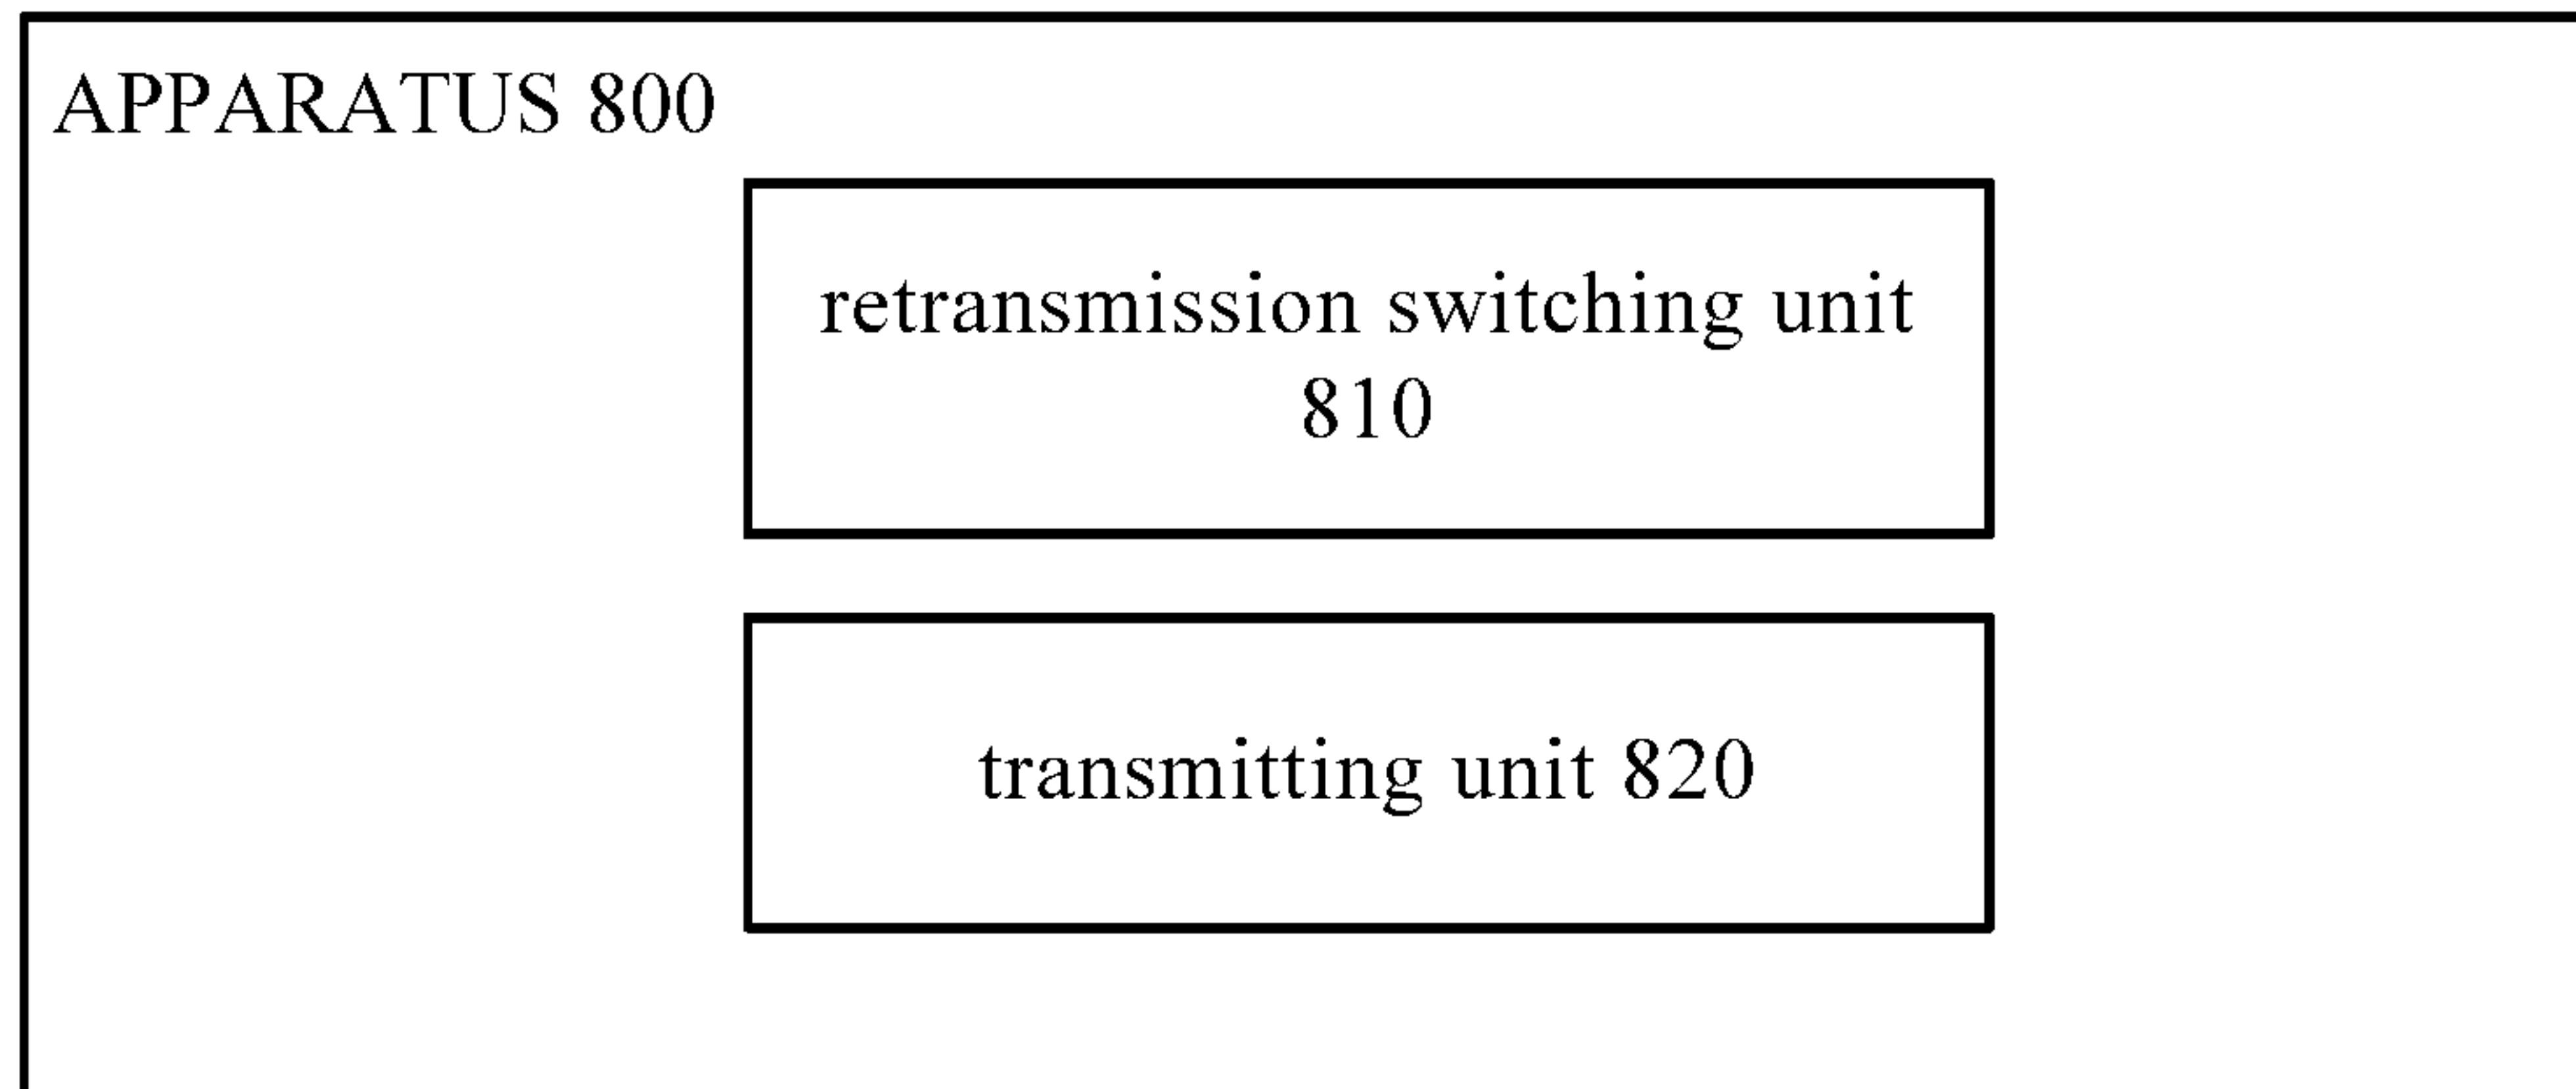 APPARATUS 800
retransmission switching unit
810
transmitting unit 820